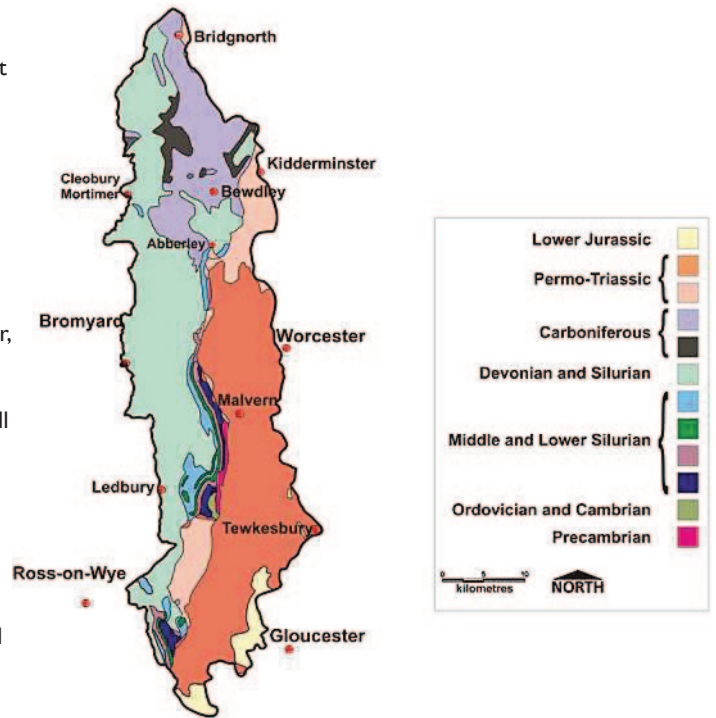 t
r,
ll
l
Bridgnorth
Kidderminster
Cleobury
Mortimer
Bewdley
Abberley
Bromyard
Worcester
Malvern
Ledbury
Tewkesbury
Ross-on-Wye
Gloucester
Lower Jurassic
Permo-Triassic
Carboniferous
Devonian and Silurian
Middle and Lower Silurian
Ordovician and Cambrian
Precambrian
0 5 10
kilometres
NORTH